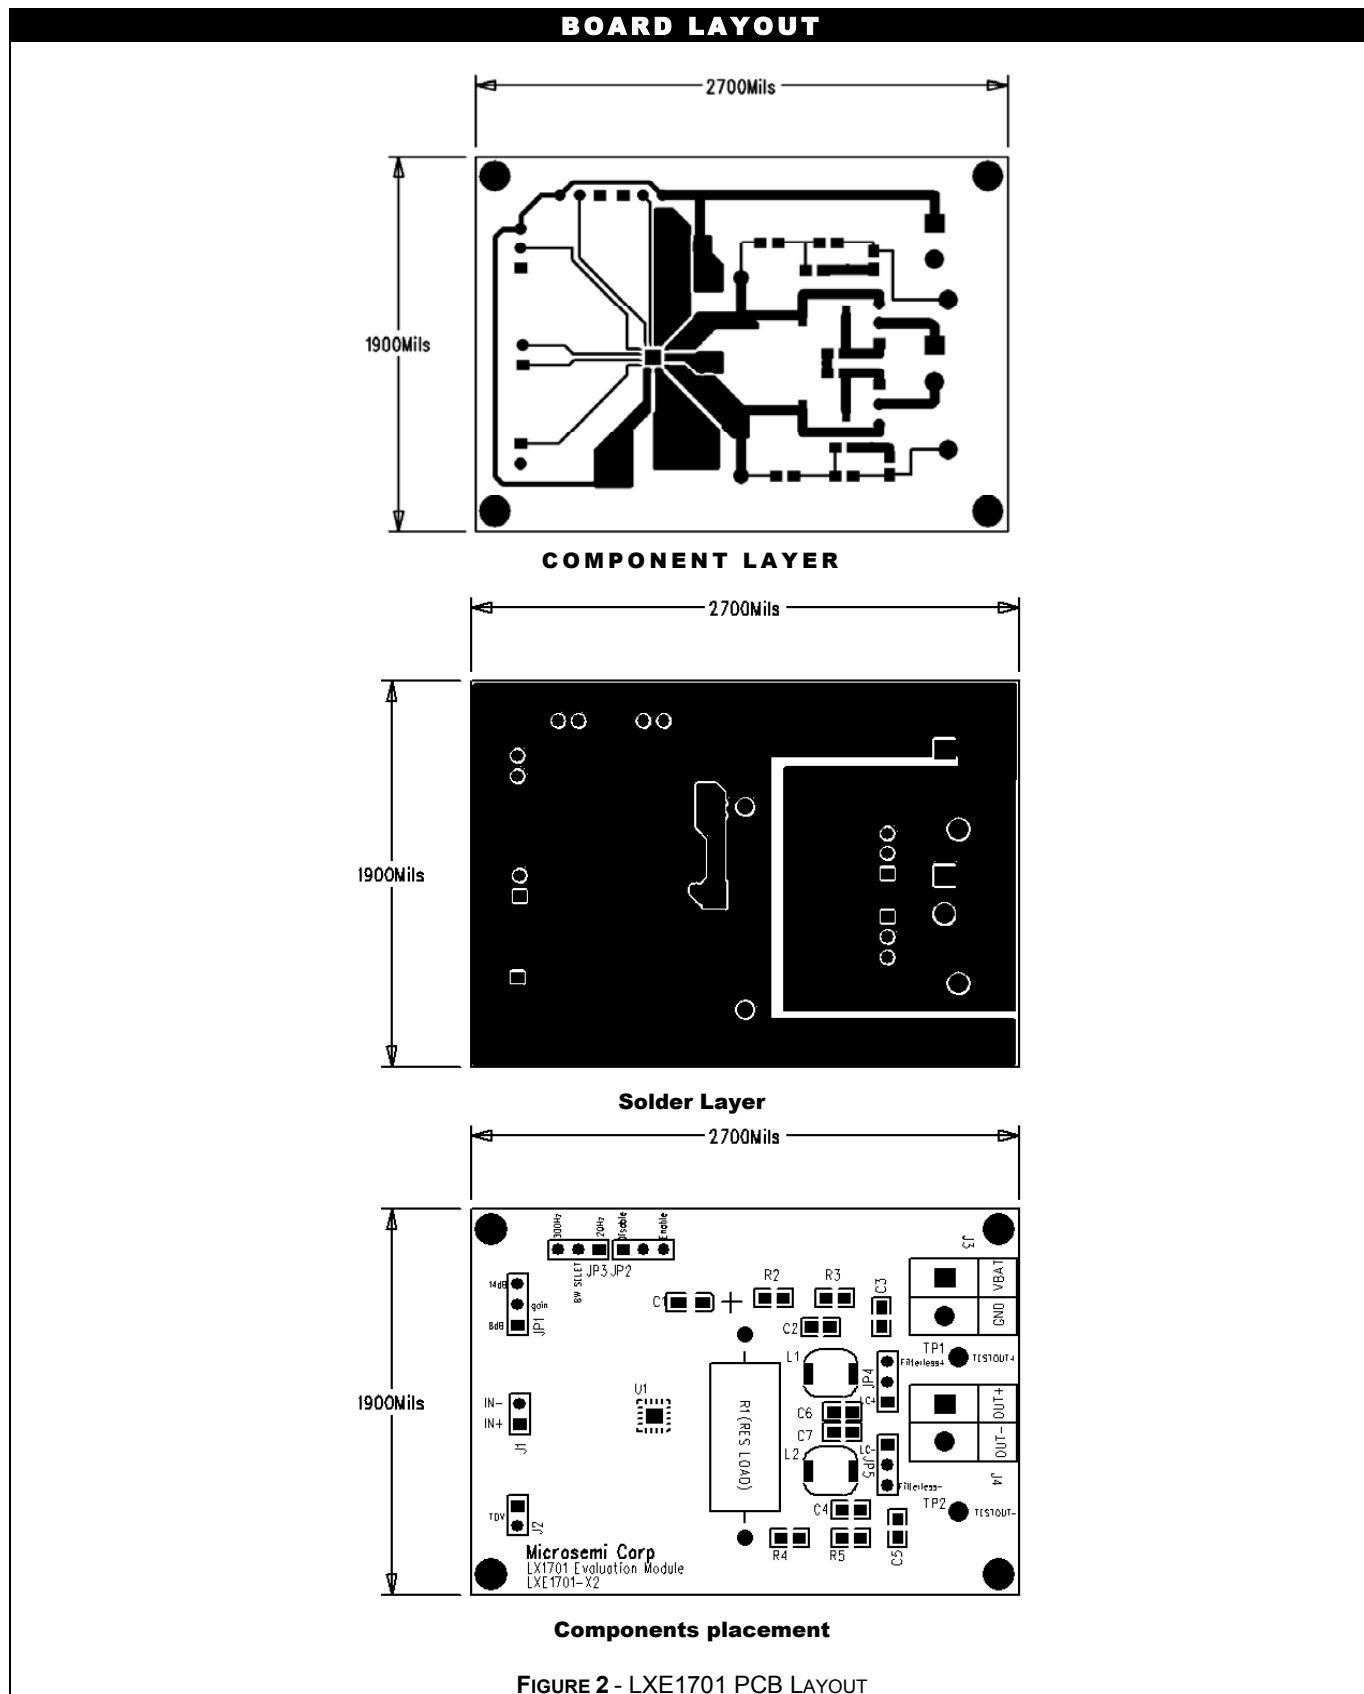 BOARD LAYOUT
2700Mils
1900Mils
COMPONENT LAYER
2700Mils
1900Mils
Solder Layer
2700Mils
1900Mils
300Hz
20Hz
Disable
Enable
BW SELET
JP3 JP2
14dB
gain
8dB
JP1
C1
R2
R3
C3
C2
J3
VBAT
GND
TP1
TESTOUT+
L1
Filterless+
JP4
LC+
IN-
IN+
J1
U1
R1(RES LOAD)
C6
C7
L2
OUT+
OUT-
J4
LC-
JP5
Filterless-
TP2
TESTOUT-
J2
C4
R4
R5
C5
Microsemi Corp
LX1701 Evaluation Module
LXE1701-X2
Components placement
FIGURE 2 - LXE1701 PCB LAYOUT